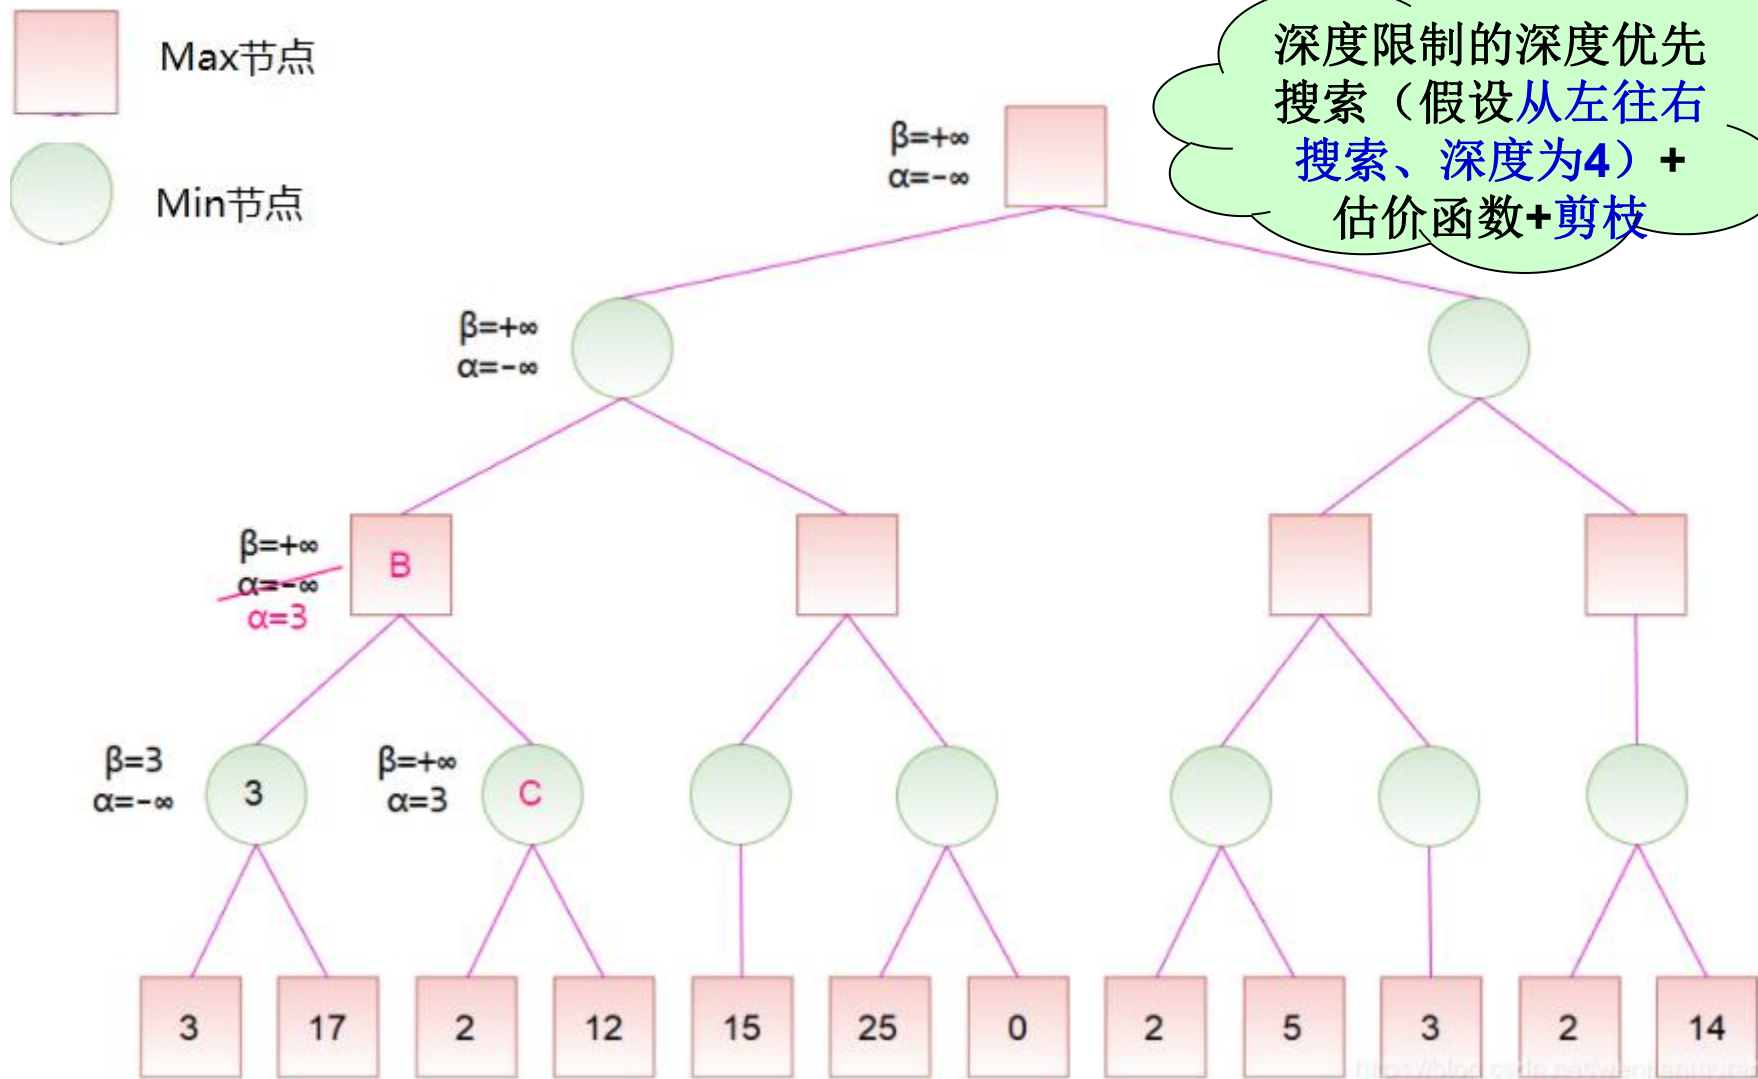 Max节点
Min节点
深度限制的深度优先
搜索（假设从左往右
搜索、深度为4）+
估价函数+剪枝
β=+∞
α=-∞
β=+∞
α=-∞
β=+∞
α=-∞
α=3
B
β=3
α=-∞
3
β=+∞
α=3
C
3 17 2 12 15 25 0 2 5 3 2 14